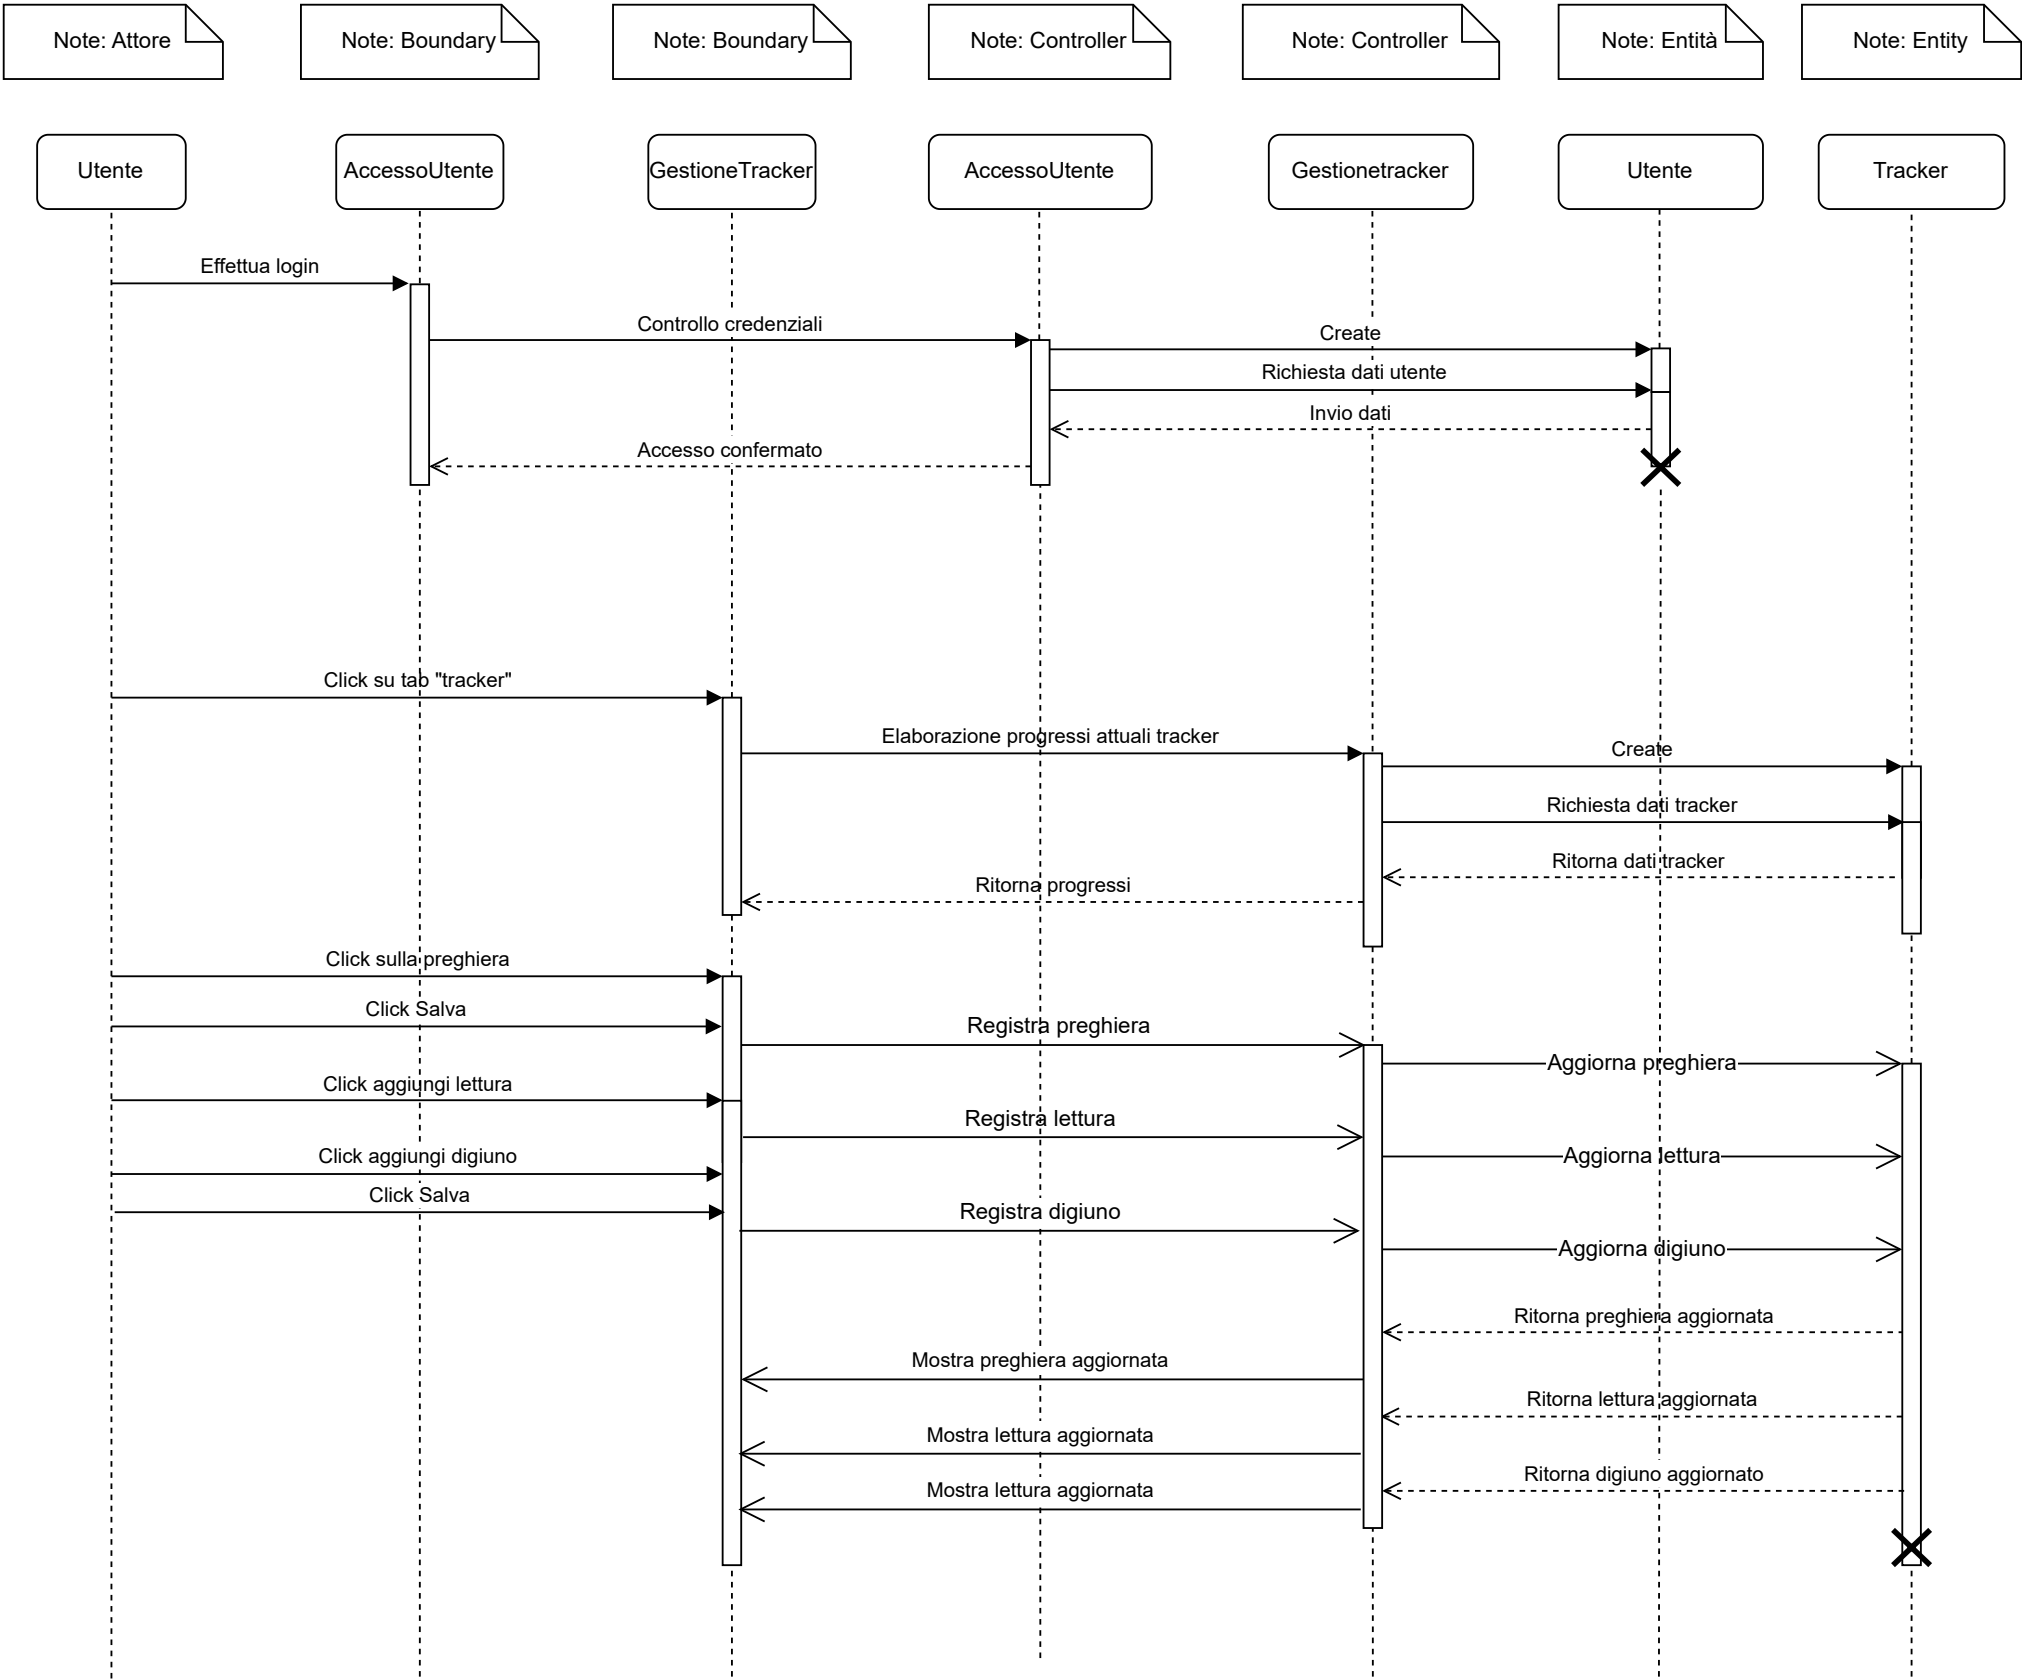 Note: Attore
Note: Boundary
Note: Boundary
Note: Controller
Note: Controller
Note: Entità
Note: Entity
Utente
AccessoUtente
GestioneTracker
AccessoUtente
Gestionetracker
Utente
Tracker
Effettua login
Controllo credenziali
Create
Richiesta dati utente
Invio dati
Accesso confermato
Click su tab "tracker"
Elaborazione progressi attuali tracker
Create
Richiesta dati tracker
Ritorna dati tracker
Ritorna progressi
Click sulla preghiera
Click Salva
Registra preghiera
Aggiorna preghiera
Click aggiungi lettura
Registra lettura
Click aggiungi digiuno
Aggiorna lettura
Click Salva
Registra digiuno
Aggiorna digiuno
Ritorna preghiera aggiornata
Mostra preghiera aggiornata
Ritorna lettura aggiornata
Mostra lettura aggiornata
Ritorna digiuno aggiornato
Mostra lettura aggiornata